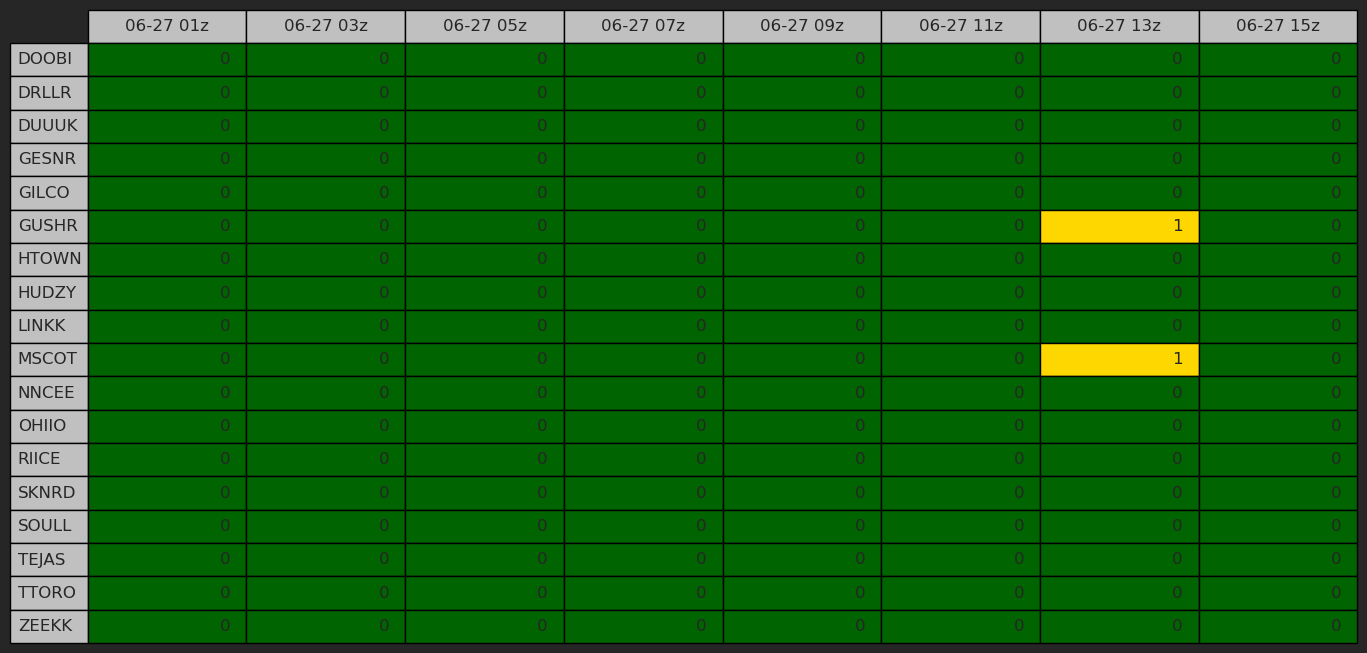 06-27 01z 06-27 03z 06-27 05z 06-27 07z 06-27 09z 06-27 11z 06-27 13z 06-27 15z
DOOBI 0 0 0 0 0 0 0 0
DRLLR 0 0 0 0 0 0 0 0
DUUUK 0 0 0 0 0 0 0 0
GESNR 0 0 0 0 0 0 0 0
GILCO 0 0 0 0 0 0 0 0
GUSHR 0 0 0 0 0 0 1 0
HTOWN 0 0 0 0 0 0 0 0
HUDZY 0 0 0 0 0 0 0 0
LINKK 0 0 0 0 0 0 0 0
MSCOT 0 0 0 0 0 0 1 0
NNCEE 0 0 0 0 0 0 0 0
OHIIO 0 0 0 0 0 0 0 0
RIICE 0 0 0 0 0 0 0 0
SKNRD 0 0 0 0 0 0 0 0
SOULL 0 0 0 0 0 0 0 0
TEJAS 0 0 0 0 0 0 0 0
TTORO 0 0 0 0 0 0 0 0
ZEEKK 0 0 0 0 0 0 0 0